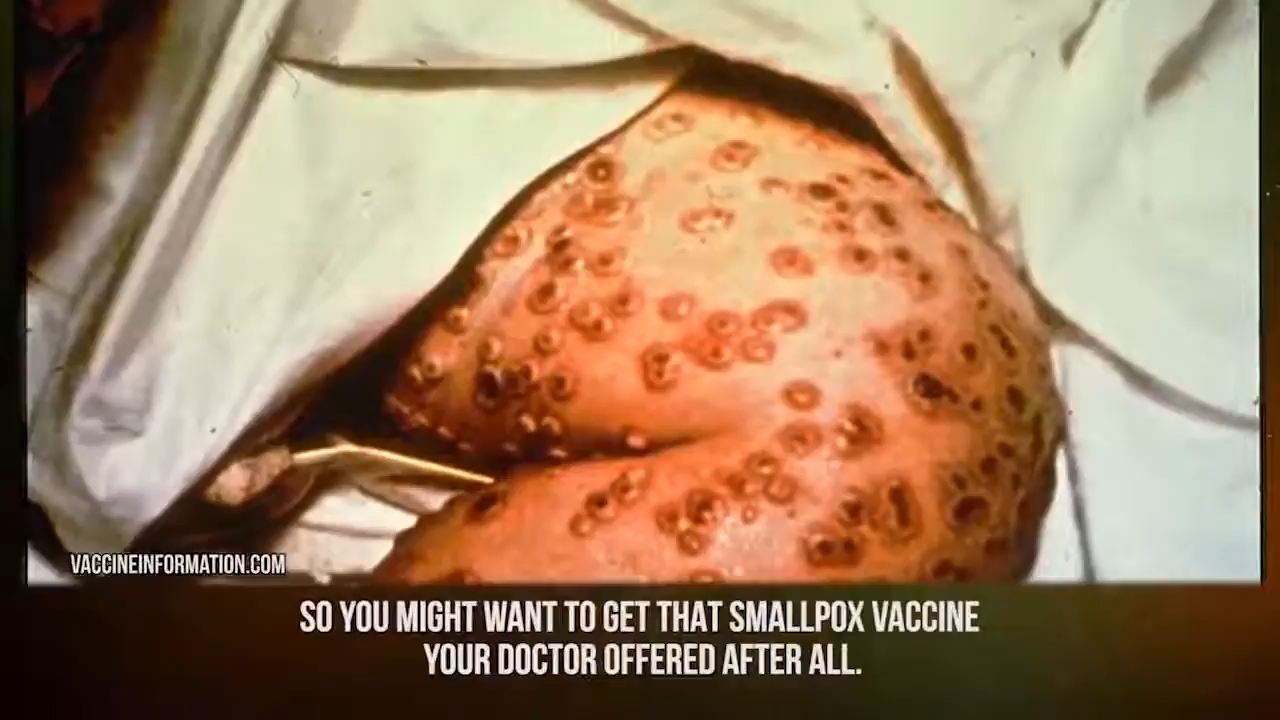 VACCINEINFORMATION.COM
SO YOU MIGHT WANT TO GET THAT SMALLPOX VACCINE
YOUR DOCTOR OFFERED AFTER ALL.